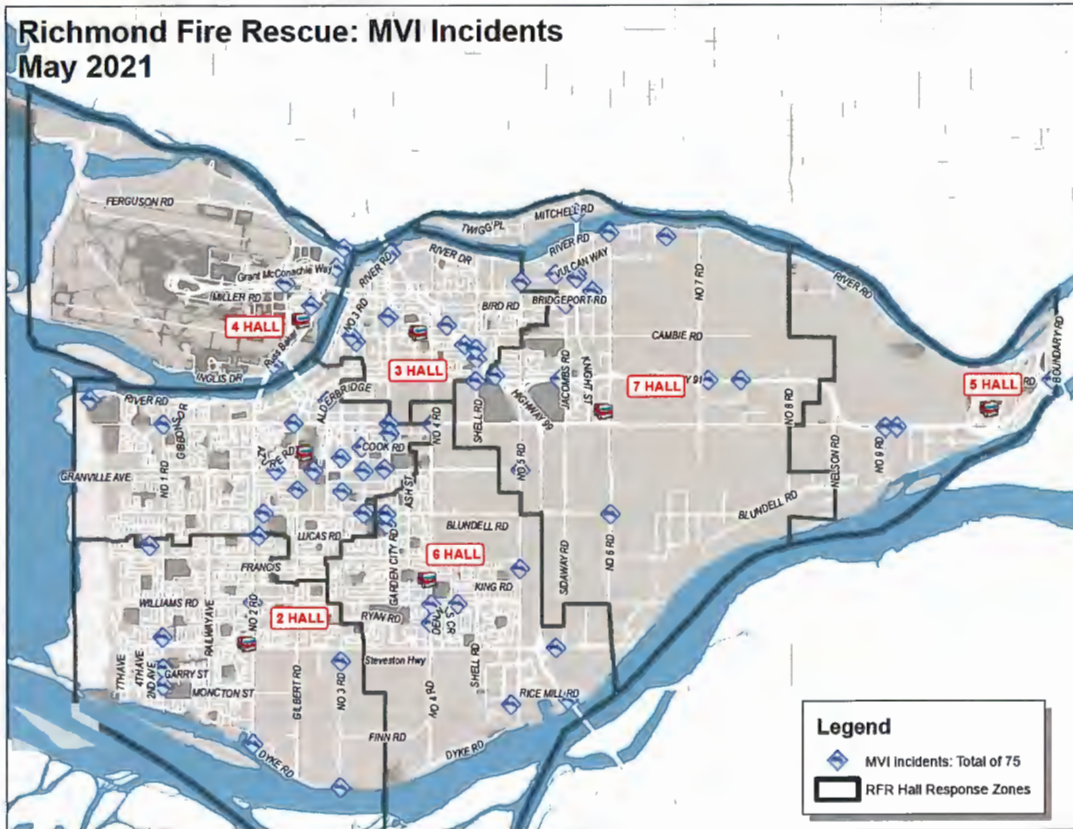 Richmond Fire Rescue: MVI Incidents
May 2021
FERGUSON RD
Grant McConachie Way
MILLER RD
4 HALL
Russ Baker
INGLIS DR
TWIGG PL
MITCHELL RD
RIVER RD
RIVER DR
RIVER RD
VULCAN WAY
BIRD RD
BRIDGEPORT RD
NO 3 RD
NO 7 RD
RIVER RD
BOUNDARY RD
CAMBIE RD
3 HALL
7 HALL
Y 91
5 HALL
RD
JACOBS RD
KNIGHT ST
HIGHWAY 99
SHELL RD
NO 4 RD
ALDERBRIDGE
RIVER RD
GIBBONS DR
NO 1 RD
GRANVILLE AVE
COOK RD
ASH ST
NO 5 RD
NO 8 RD
NELSON RD
NO 9 RD
BLUNDELL RD
BLUNDELL RD
LUCAS RD
FRANCIS
GARDEN CITY RD
6 HALL
SIDAWAY RD
NO 6 RD
KING RD
WILLIAMS RD
RAILWAY AVE
NO 2 RD
2 HALL
RYAN RD
S CR
Steveston Hwy
7TH AVE
4TH AVE
2ND AVE
GARRY ST
MONCTON ST
GILBERT RD
NO 3 RD
NO 4 RD
SHELL RD
RICE MILL RD
FINN RD
DYKE RD
DYKE RD
Legend
MVI Incidents: Total of 75
RFR Hall Response Zones